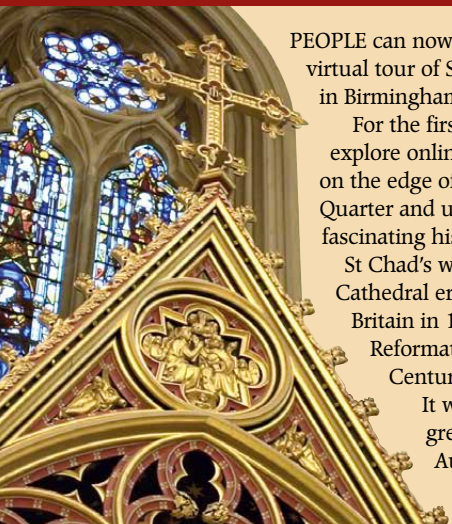 PEOPLE can now
virtual tour of S
in Birmingham
For the firs
explore onlin
on the edge of
Quarter and u
fascinating his
St Chad's w
Cathedral er
Britain in 1
Reformat
Centur
It w
gre
Au